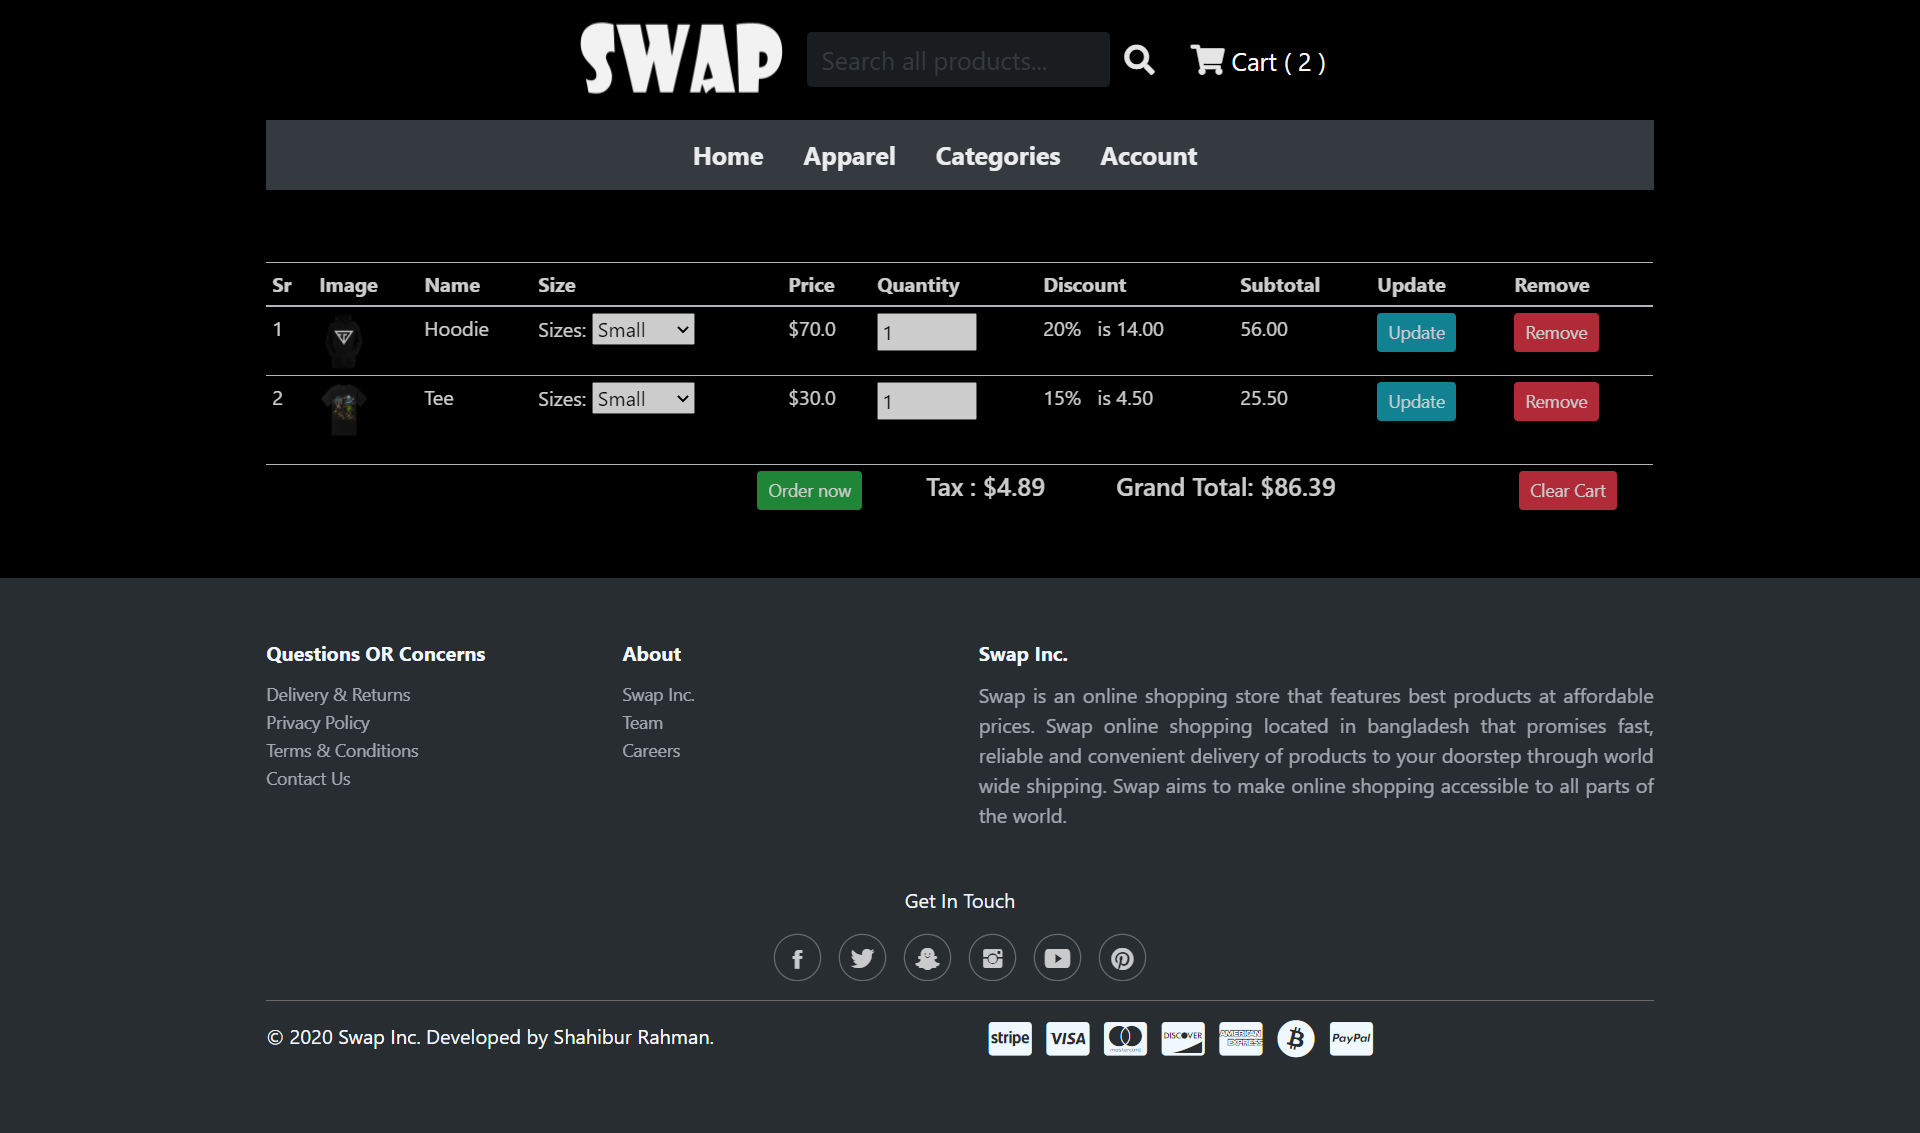 SWAP Search all products... Cart ( 2 )
Home Apparel Categories Account
Sr Image Name Size Price Quantity Discount Subtotal Update Remove
1 Hoodie Sizes: Small $70.0 1 20% is 14.00 56.00 Update Remove
2 Tee Sizes: Small $30.0 1 15% is 4.50 25.50 Update Remove
Order now Tax : $4.89 Grand Total: $86.39 Clear Cart
Questions OR Concerns
Delivery & Returns
Privacy Policy
Terms & Conditions
Contact Us
About
Swap Inc.
Team
Careers
Swap Inc.
Swap is an online shopping store that features best products at affordable
prices. Swap online shopping located in bangladesh that promises fast,
reliable and convenient delivery of products to your doorstep through world
wide shipping. Swap aims to make online shopping accessible to all parts of
the world.
Get In Touch
© 2020 Swap Inc. Developed by Shahibur Rahman.
stripe VISA mastercard DISCOVER AMERICAN EXPRESS PayPal